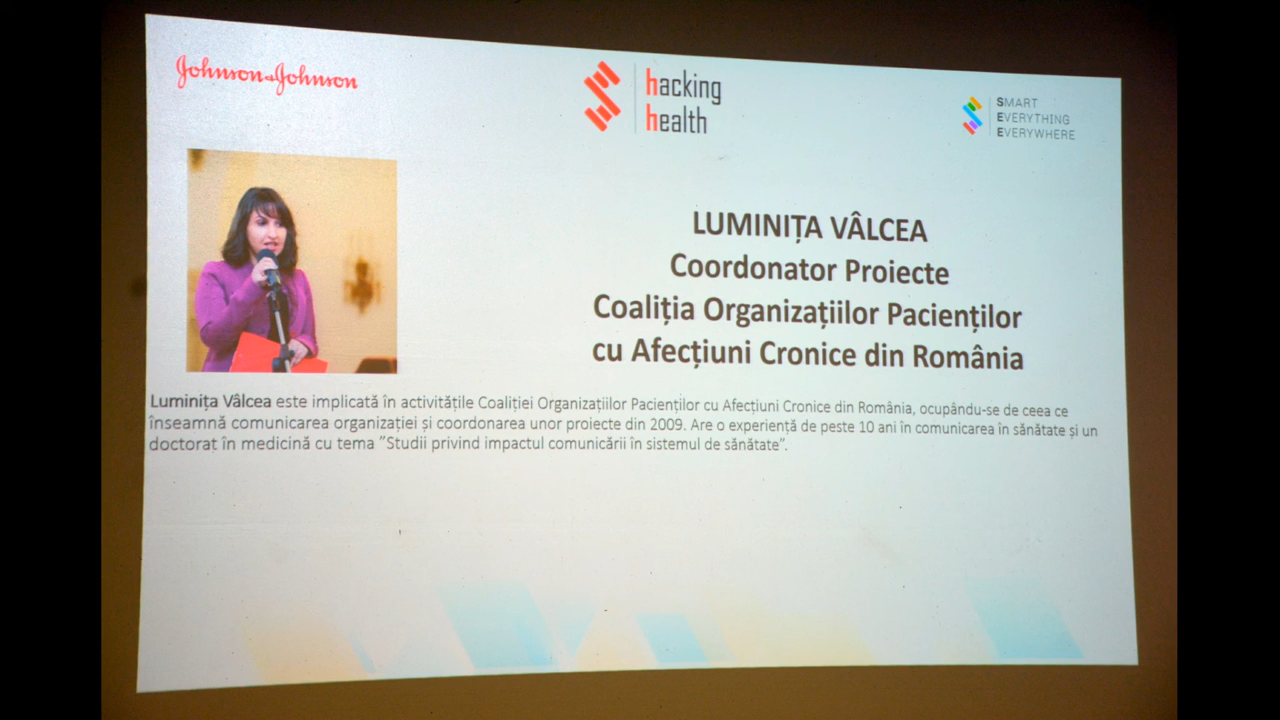 Johnson & Johnson
hacking
health
SMART
EVERYTHING
EVERYWHERE
LUMINIȚA VÂLCEA
Coordonator Proiecte
Coaliția Organizațiilor Pacienților
cu Afecțiuni Cronice din România
Luminița Vâlcea este implicată în activitățile Coaliției Organizațiilor Pacienților cu Afecțiuni Cronice din România, ocupându-se de ceea ce
înseamnă comunicarea organizației și coordonarea unor proiecte din 2009. Are o experiență de peste 10 ani în comunicarea în sănătate și un
doctorat în medicină cu tema ”Studii privind impactul comunicării în sistemul de sănătate”.